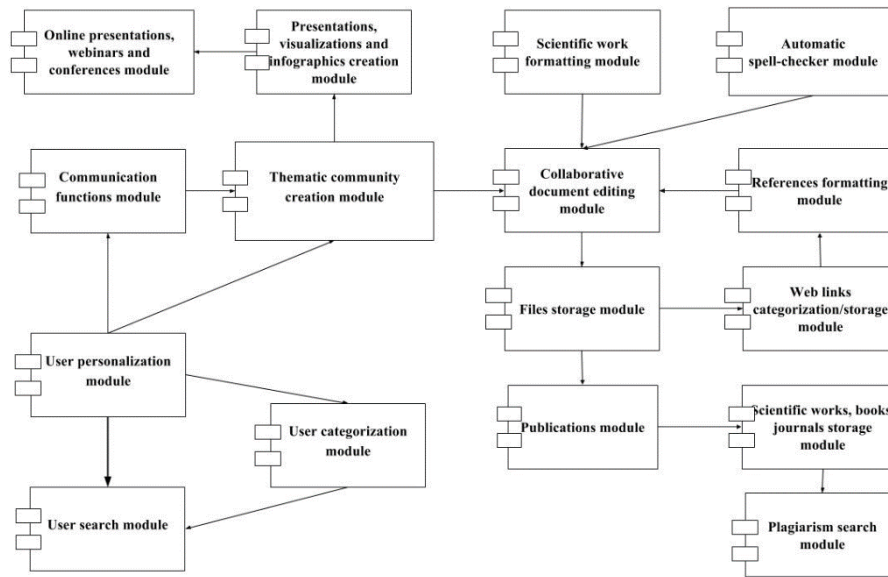 Online presentations,
webinars and
conferences module
Presentations,
visualizations and
infographics creation
module
Scientific work
formatting module
Automatic
spell-checker module
Communication
functions module
Thematic community
creation module
Collaborative
document editing
module
References formatting
module
Files storage module
Web links
categorization/storage
module
User personalization
module
User categorization
module
Publications module
Scientific works, books
journals storage
module
User search module
Plagiarism search
module